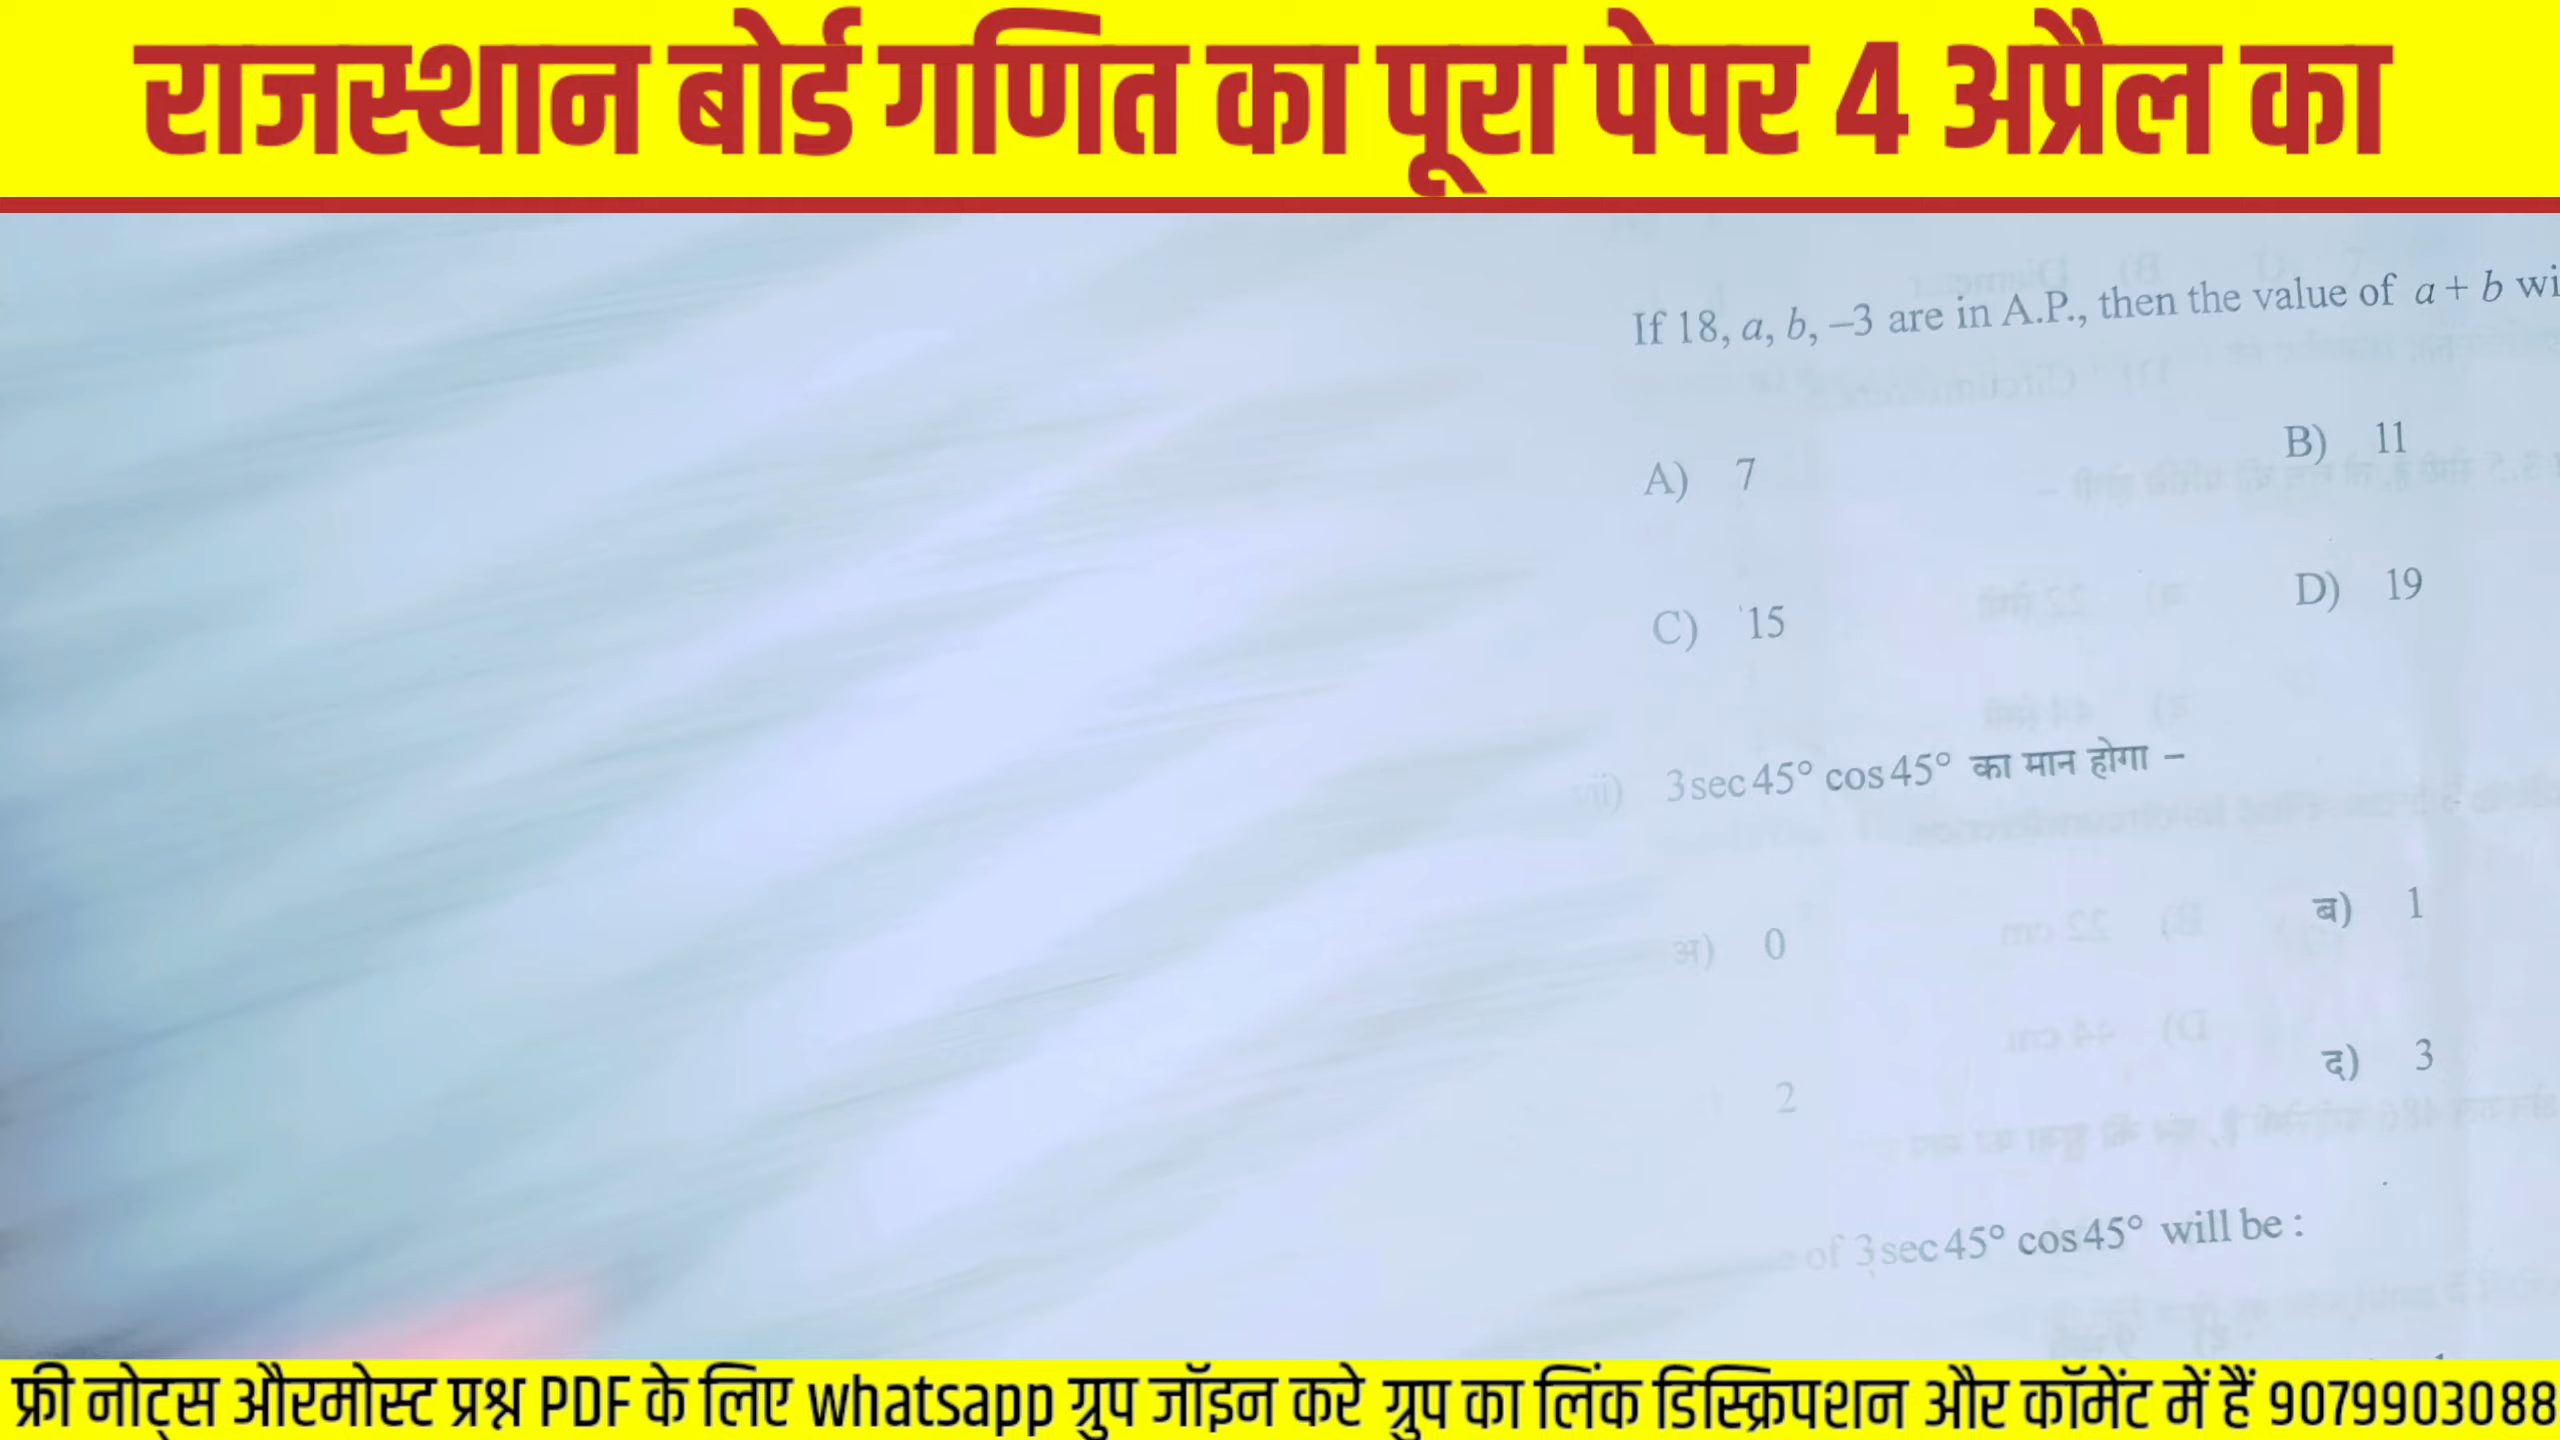 राजस्थान बोर्ड गणित का पूरा पेपर 4 अप्रैल का
If 18, a, b, –3 are in A.P., then the value of a + b wi
A) 7 B) 11
C) 15 D) 19
ii) 3 sec 45° cos 45° का मान होगा –
अ) 0 ब) 1
2 द) 3
of 3 sec 45° cos 45° will be :
फ्री नोट्स औरमोस्ट प्रश्न PDF के लिए whatsapp ग्रुप जॉइन करे ग्रुप का लिंक डिस्क्रिपशन और कॉमेंट में हैं 9079903088